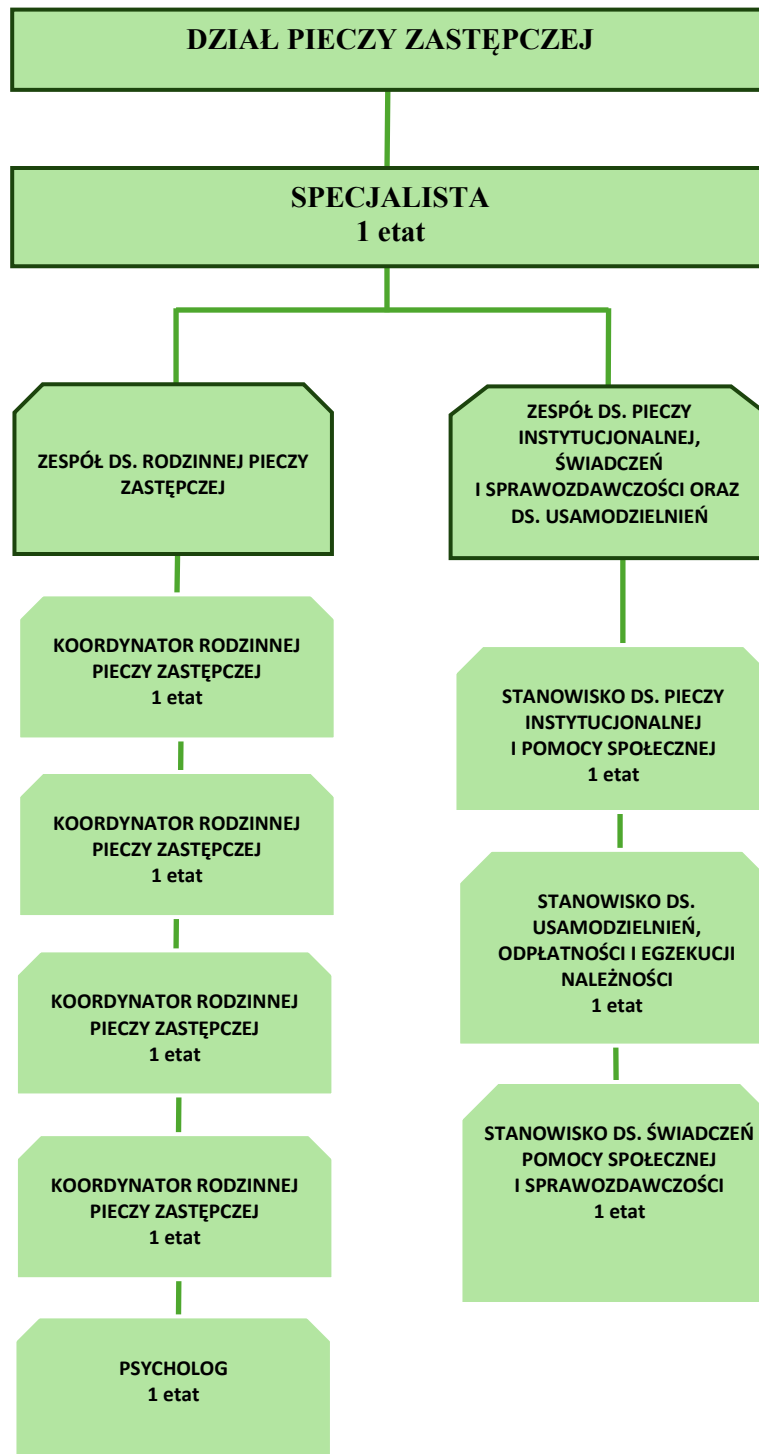 DZIAŁ PIECZY ZASTĘPCZEJ
SPECJALISTA
1 etat
ZESPÓŁ DS. RODZINNEJ PIECZY
ZASTĘPCZEJ
KOORDYNATOR RODZINNEJ
PIECZY ZASTĘPCZEJ
1 etat
KOORDYNATOR RODZINNEJ
PIECZY ZASTĘPCZEJ
1 etat
KOORDYNATOR RODZINNEJ
PIECZY ZASTĘPCZEJ
1 etat
KOORDYNATOR RODZINNEJ
PIECZY ZASTĘPCZEJ
1 etat
PSYCHOLOG
1 etat
ZESPÓŁ DS. PIECZY
INSTYTUCJONALNEJ,
ŚWIADCZEŃ
I SPRAWOZDAWCZOŚCI ORAZ
DS. USAMODZIELNIEŃ
STANOWISKO DS. PIECZY
INSTYTUCJONALNEJ
I POMOCY SPOŁECZNEJ
1 etat
STANOWISKO DS.
USAMODZIELNIEŃ,
ODPŁATNOŚCI I EGZEKUCJI
NALEŻNOŚCI
1 etat
STANOWISKO DS. ŚWIADCZEŃ
POMOCY SPOŁECZNEJ
I SPRAWOZDAWCZOŚCI
1 etat